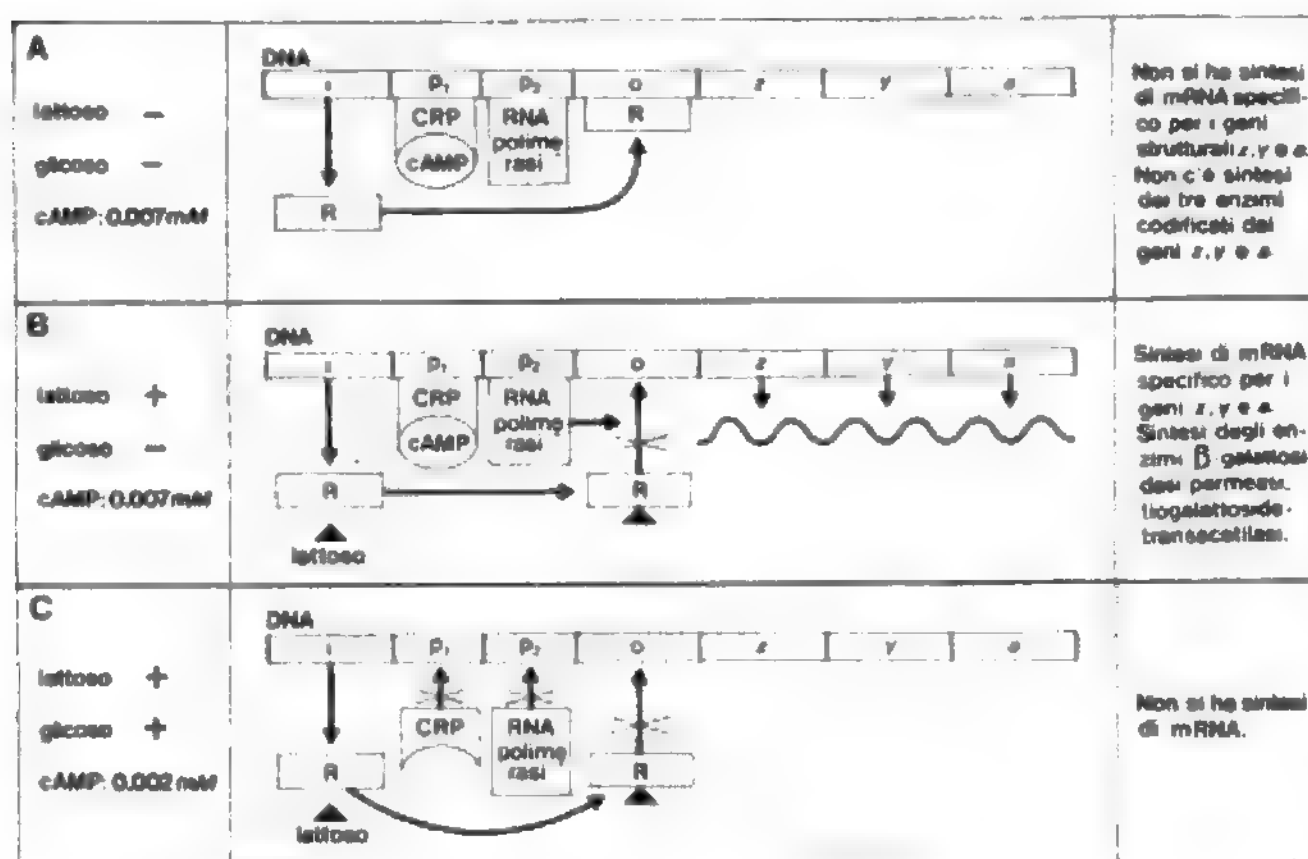 A
lattoso −
glicoso −
cAMP: 0.007 mM
DNA
i p₁ p₂ o z y a
CRP
cAMP
RNA
polime
rasi
R
R
Non si ha sintesi
di mRNA specifi-
co per i geni
strutturali z, y e a.
Non c'è sintesi
dei tre enzimi
codificati dai
geni z, y e a
B
lattoso +
glicoso −
cAMP: 0.007 mM
DNA
i p₁ p₂ o z y a
CRP
cAMP
RNA
polime
rasi
R
R
lattoso
Sintesi di mRNA
specifico per i
geni z, y e a.
Sintesi degli en-
zimi β galattosi-
dasi permeasi,
tiogalattoside-
transacetilasi.
C
lattoso +
glicoso +
cAMP: 0.002 mM
DNA
i p₁ p₂ o z y a
CRP
RNA
polime
rasi
R
R
lattoso
Non si ha sintesi
di mRNA.